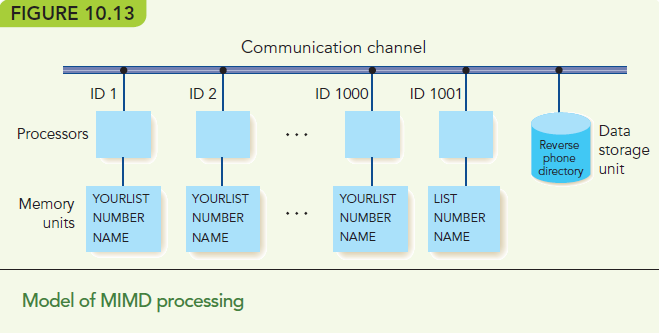 FIGURE 10.13
Communication channel
ID 1
ID 2
ID 1000
ID 1001
Processors
...
Reverse
phone
directory
Data
storage
unit
Memory
units
YOURLIST
NUMBER
NAME
YOURLIST
NUMBER
NAME
...
YOURLIST
NUMBER
NAME
LIST
NUMBER
NAME
Model of MIMD processing